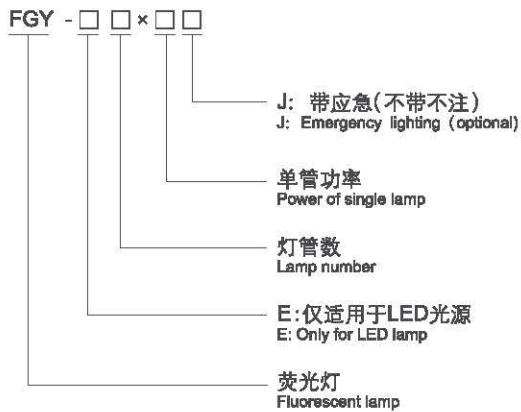 FGY - □ □ × □ □
J: 带应急(不带不注)
J: Emergency lighting (optional)
单管功率
Power of single lamp
灯管数
Lamp number
E:仅适用于LED光源
E: Only for LED lamp
荧光灯
Fluorescent lamp